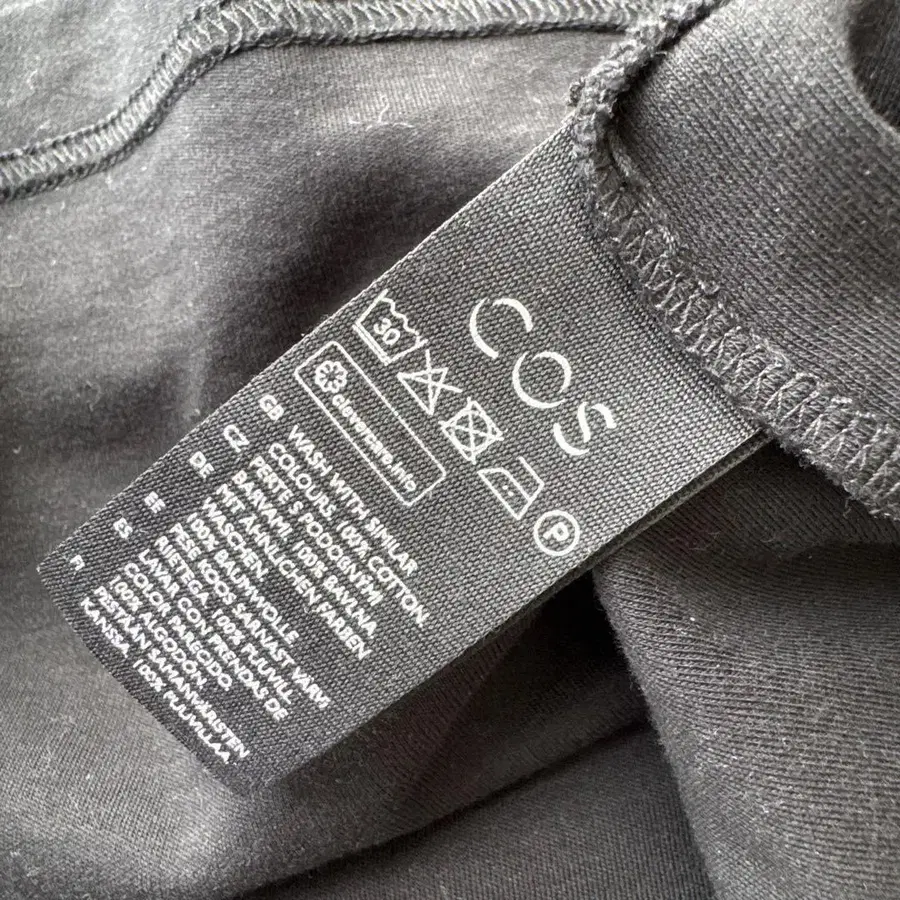 COS
30
P
clevercare.info
GB WASH WITH SIMILAR
COLOURS. 100% COTTON
CZ PERTE S PODOBNÝMI
BARVAMI. 100% BAVLNA
DE MIT ÄHNLICHEN FARBEN
WASCHEN.
100% BAUMWOLLE
EE PESE KOOS SARNAST VÄRVI
RIIETEGA. 100% PUUVILL
ES LAVAR CON PRENDAS DE
COLOR PARECIDO.
100% ALGODÓN
FI PESTÄÄN SAMANVÄRISTEN
KANSSA. 100% PUUVILLAA